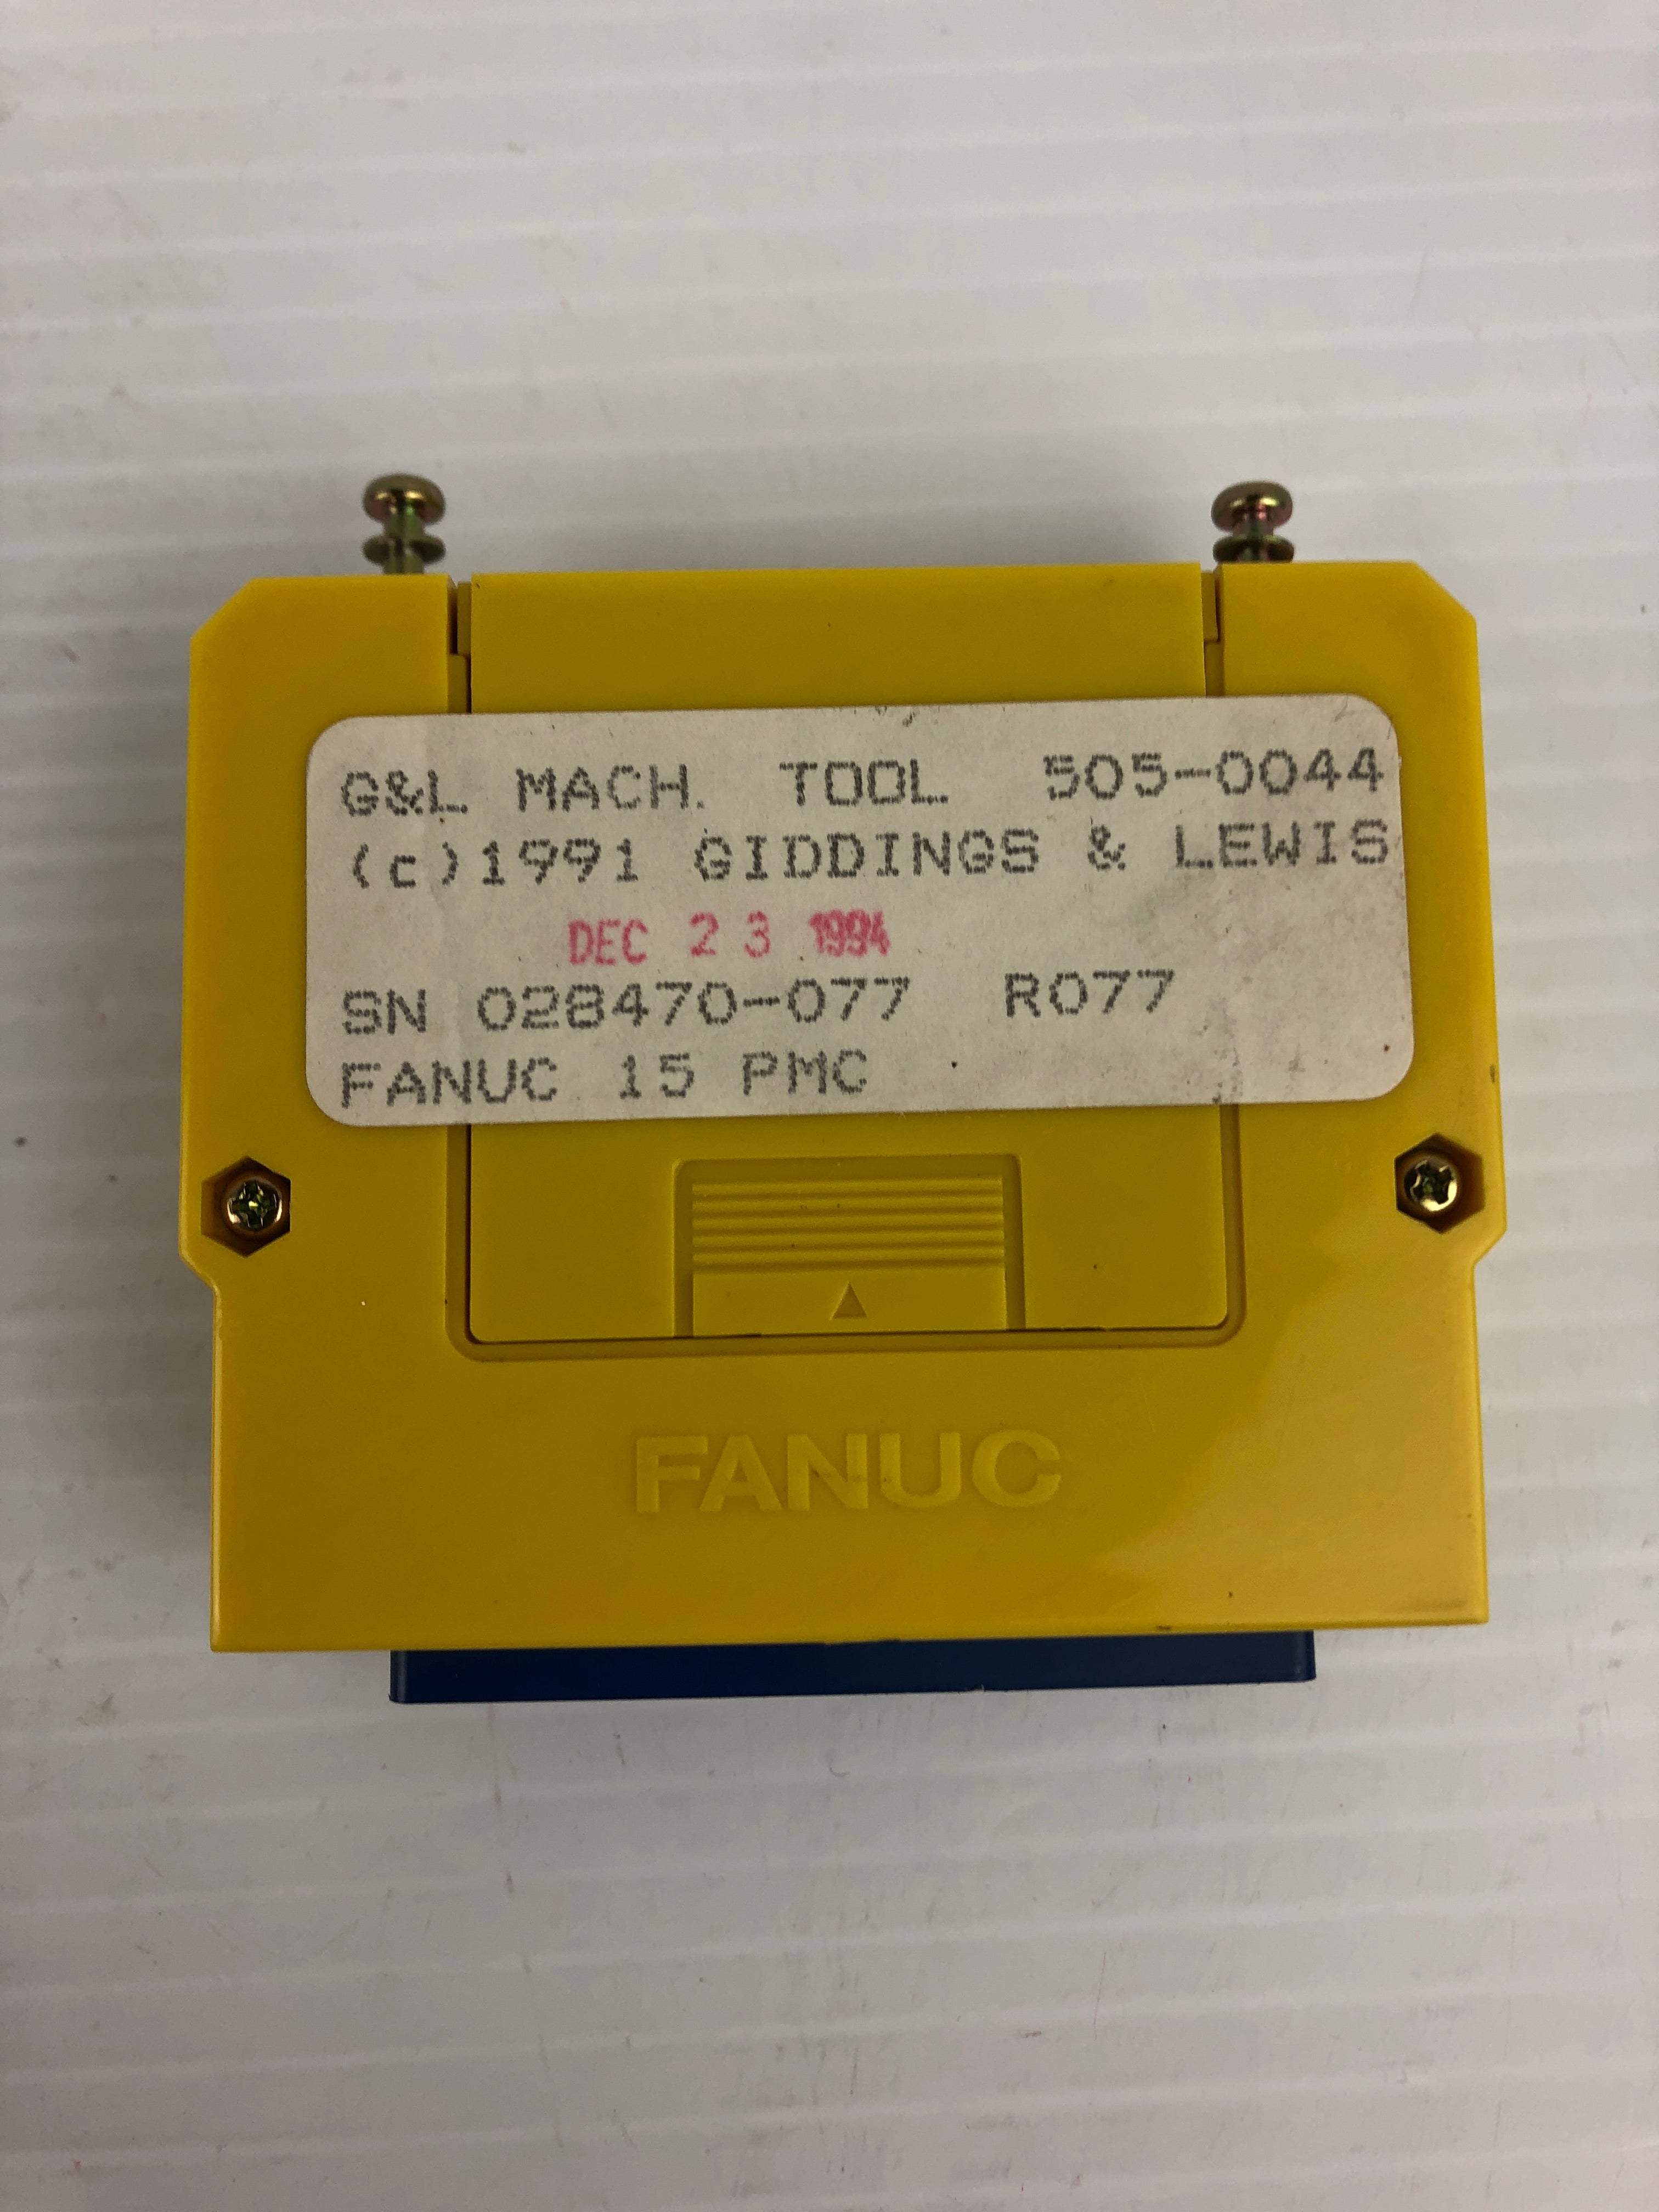 G&L MACH. TOOL 505-0044
(c)1991 GIDDINGS & LEWIS
DEC 23 1994
SN 028470-077 R077
FANUC 15 PMC
FANUC